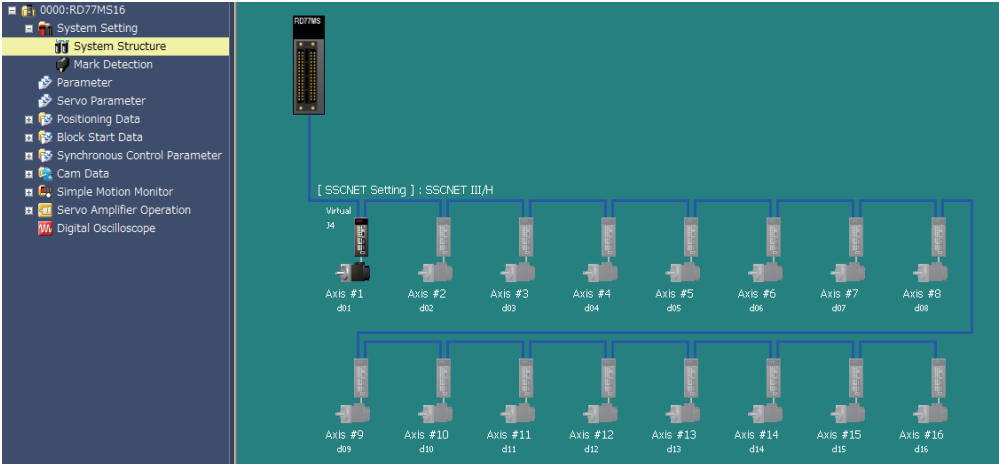 0000:RD77MS16
System Setting
System Structure
Mark Detection
Parameter
Servo Parameter
Positioning Data
Block Start Data
Synchronous Control Parameter
Cam Data
Simple Motion Monitor
Servo Amplifier Operation
Digital Oscilloscope
RD77MS
[ SSCNET Setting ] : SSCNET III/H
Virtual
J4
Axis #1 Axis #2 Axis #3 Axis #4 Axis #5 Axis #6 Axis #7 Axis #8
d01 d02 d03 d04 d05 d06 d07 d08
Axis #9 Axis #10 Axis #11 Axis #12 Axis #13 Axis #14 Axis #15 Axis #16
d09 d10 d11 d12 d13 d14 d15 d16